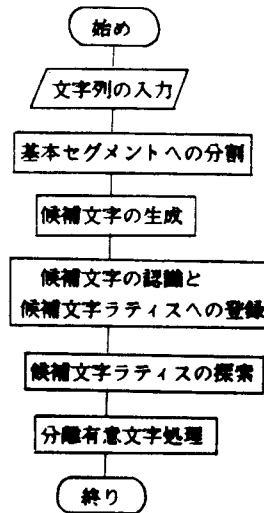 始め
文字列の入力
基本セグメントへの分割
候補文字の生成
候補文字の認識と
候補文字ラティスへの登録
候補文字ラティスの探索
分離有意文字処理
終り